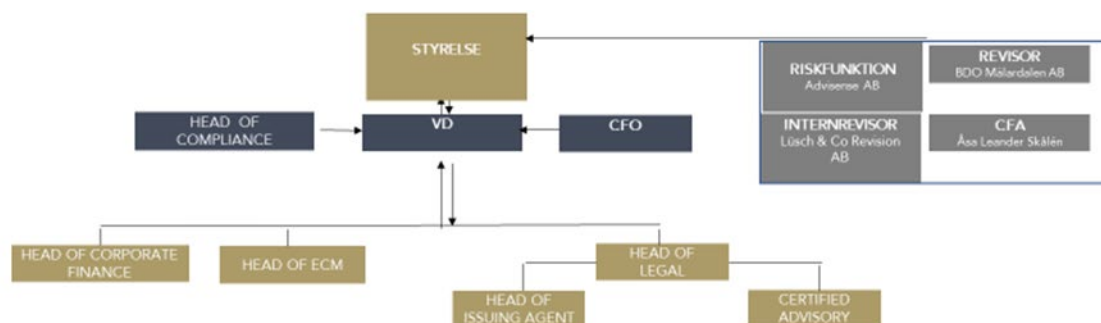 STYRELSE
RISKFUNKTION
Advisense AB
REVISOR
BDO Mälardalen AB
HEAD OF
COMPLIANCE
VD
CFO
INTERNREVISOR
Lüsch & Co Revision
AB
CFA
Åsa Leander Skålén
HEAD OF CORPORATE
FINANCE
HEAD OF ECM
HEAD OF
LEGAL
HEAD OF
ISSUING AGENT
CERTIFIED
ADVISORY